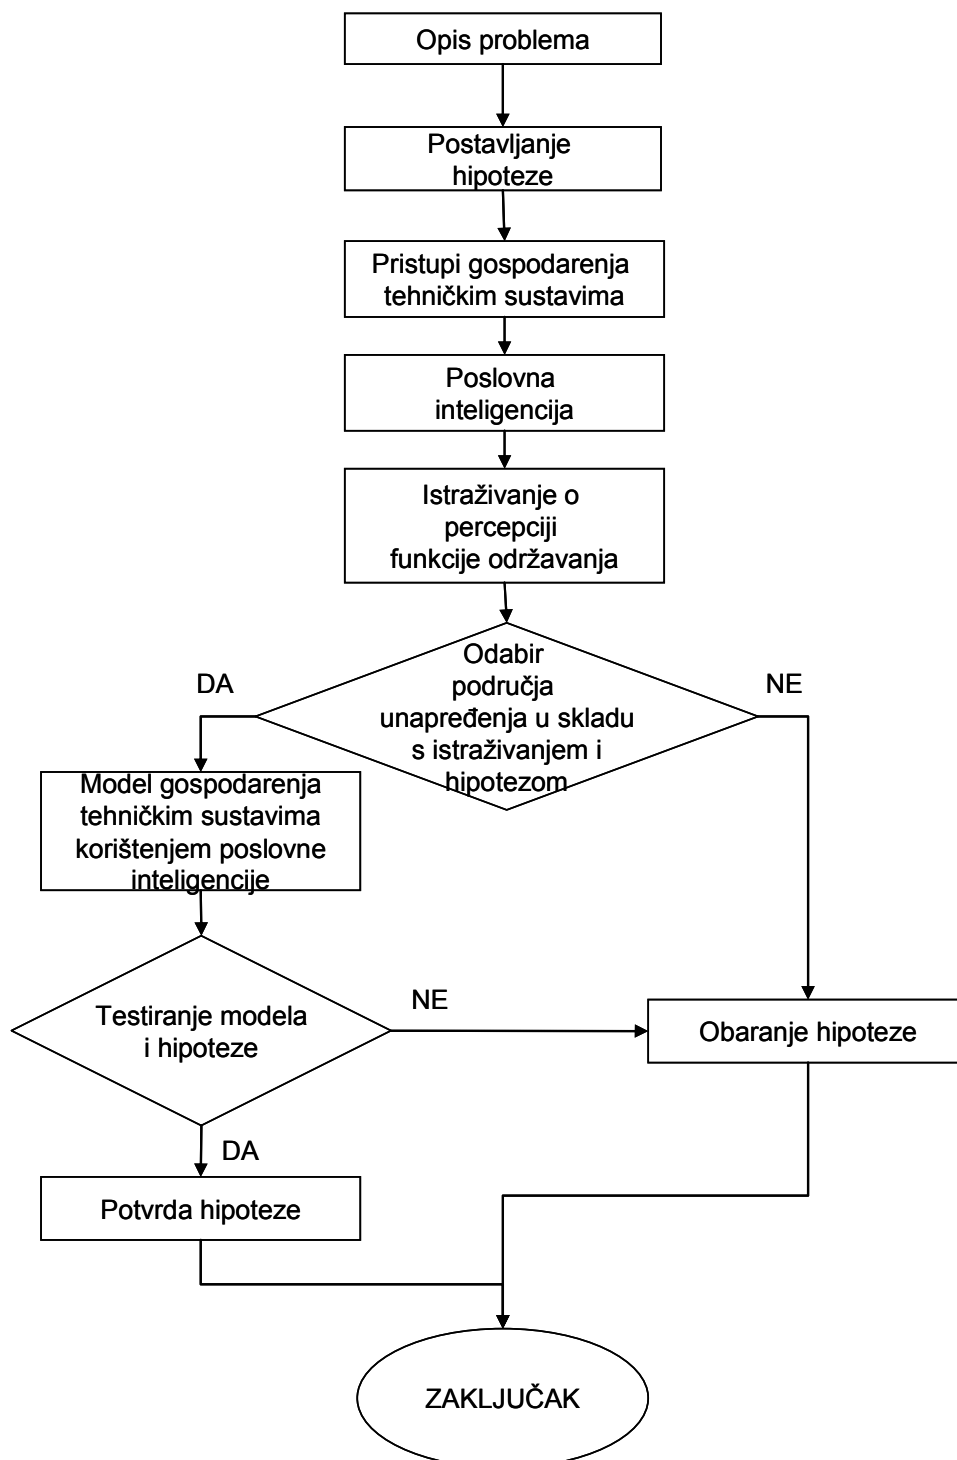 Opis problema
Postavljanje
hipoteze
Pristupi gospodarenja
tehničkim sustavima
Poslovna
inteligencija
Istraživanje o
percepciji
funkcije održavanja
Odabir
područja
unapređenja u skladu
s istraživanjem i
hipotezom
DA
NE
Model gospodarenja
tehničkim sustavima
korištenjem poslovne
inteligencije
Testiranje modela
i hipoteze
NE
Obaranje hipoteze
DA
Potvrda hipoteze
ZAKLJUČAK